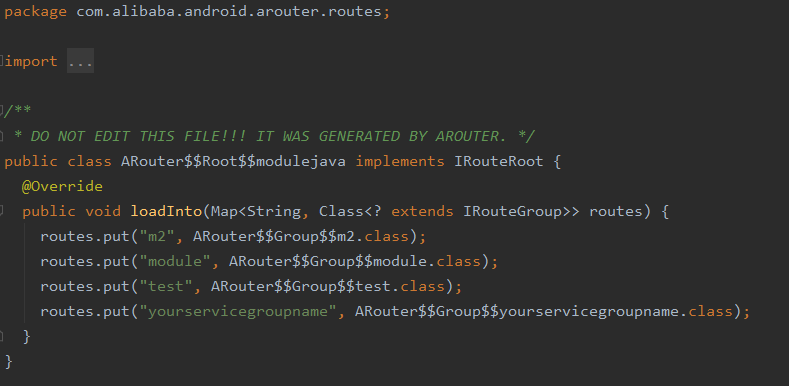 package com.alibaba.android.arouter.routes;
import ...
/**
 * DO NOT EDIT THIS FILE!!! IT WAS GENERATED BY AROUTER. */
public class ARouter$$Root$$modulejava implements IRouteRoot {
  @Override
  public void loadInto(Map<String, Class<? extends IRouteGroup>> routes) {
    routes.put("m2", ARouter$$Group$$m2.class);
    routes.put("module", ARouter$$Group$$module.class);
    routes.put("test", ARouter$$Group$$test.class);
    routes.put("yourservicegroupname", ARouter$$Group$$yourservicegroupname.class);
  }
}